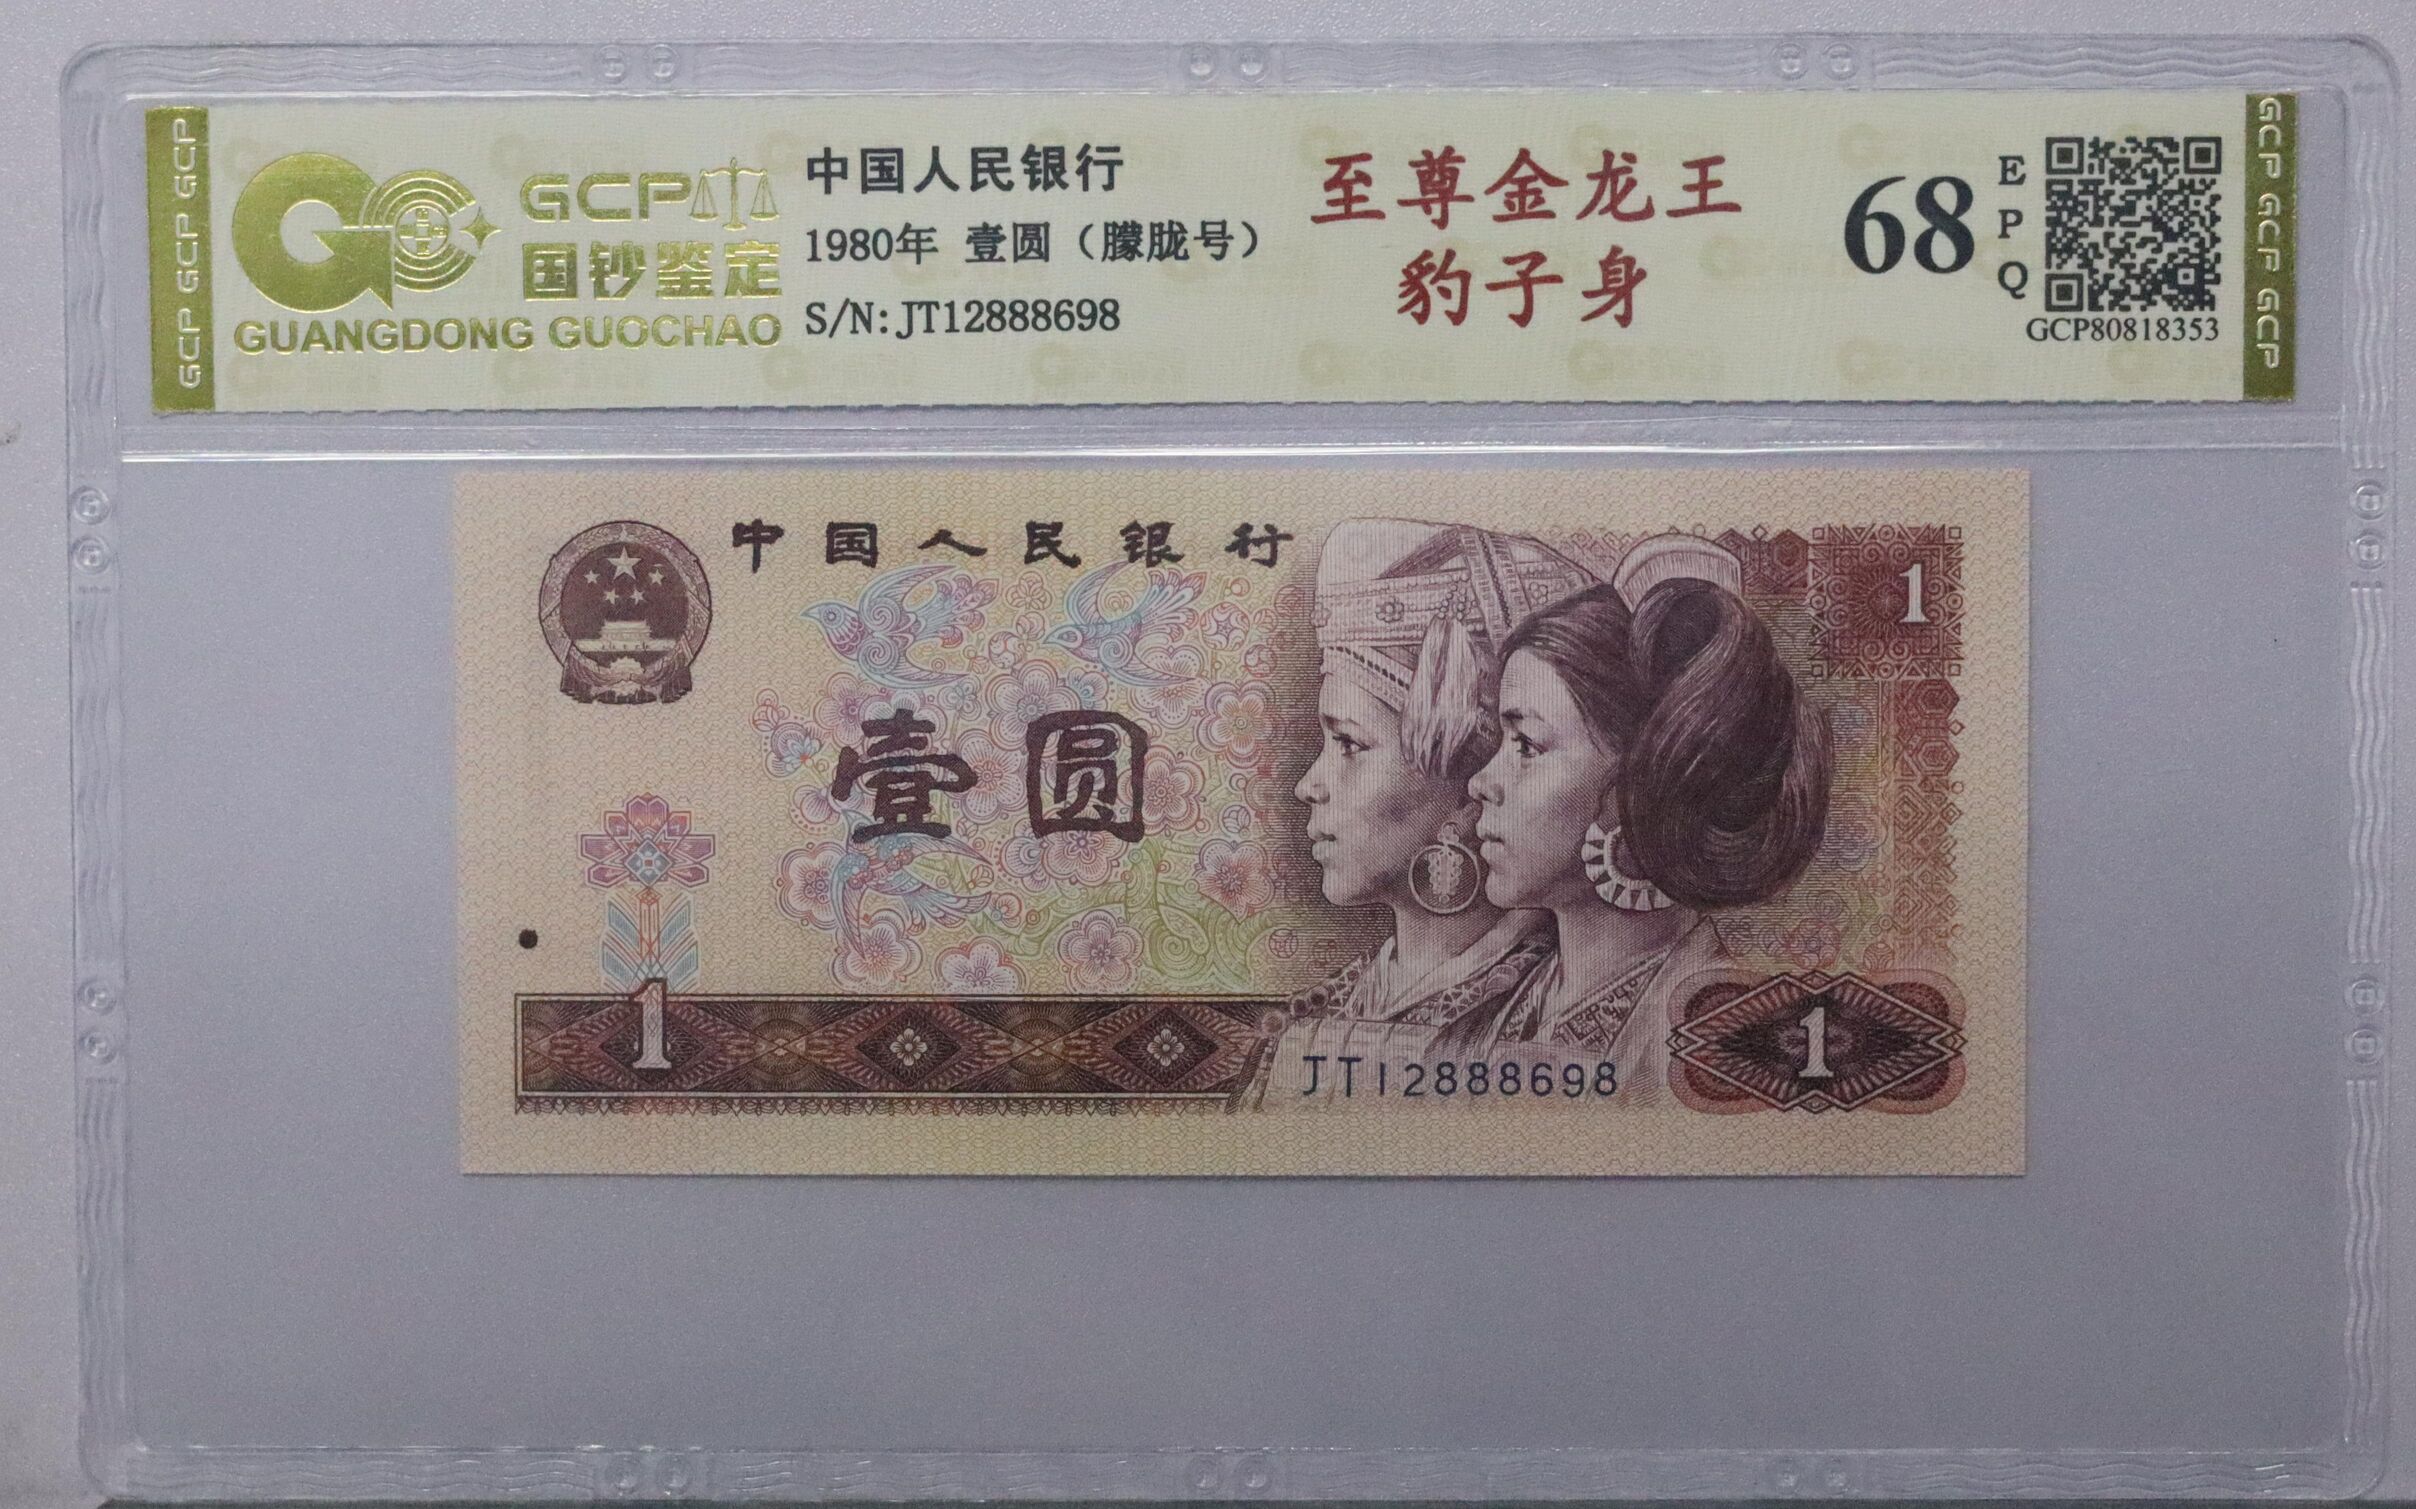 GCP GCP GCP
GCP
国钞鉴定
GUANGDONG GUOCHAO
中国人民银行
1980年 壹圆（朦胧号）
S/N:JT12888698
至尊金龙王
豹子身
68
EPQ
GCP80818353
GCP GCP GCP
中国人民银行
1
壹圆
1
1
JT12888698